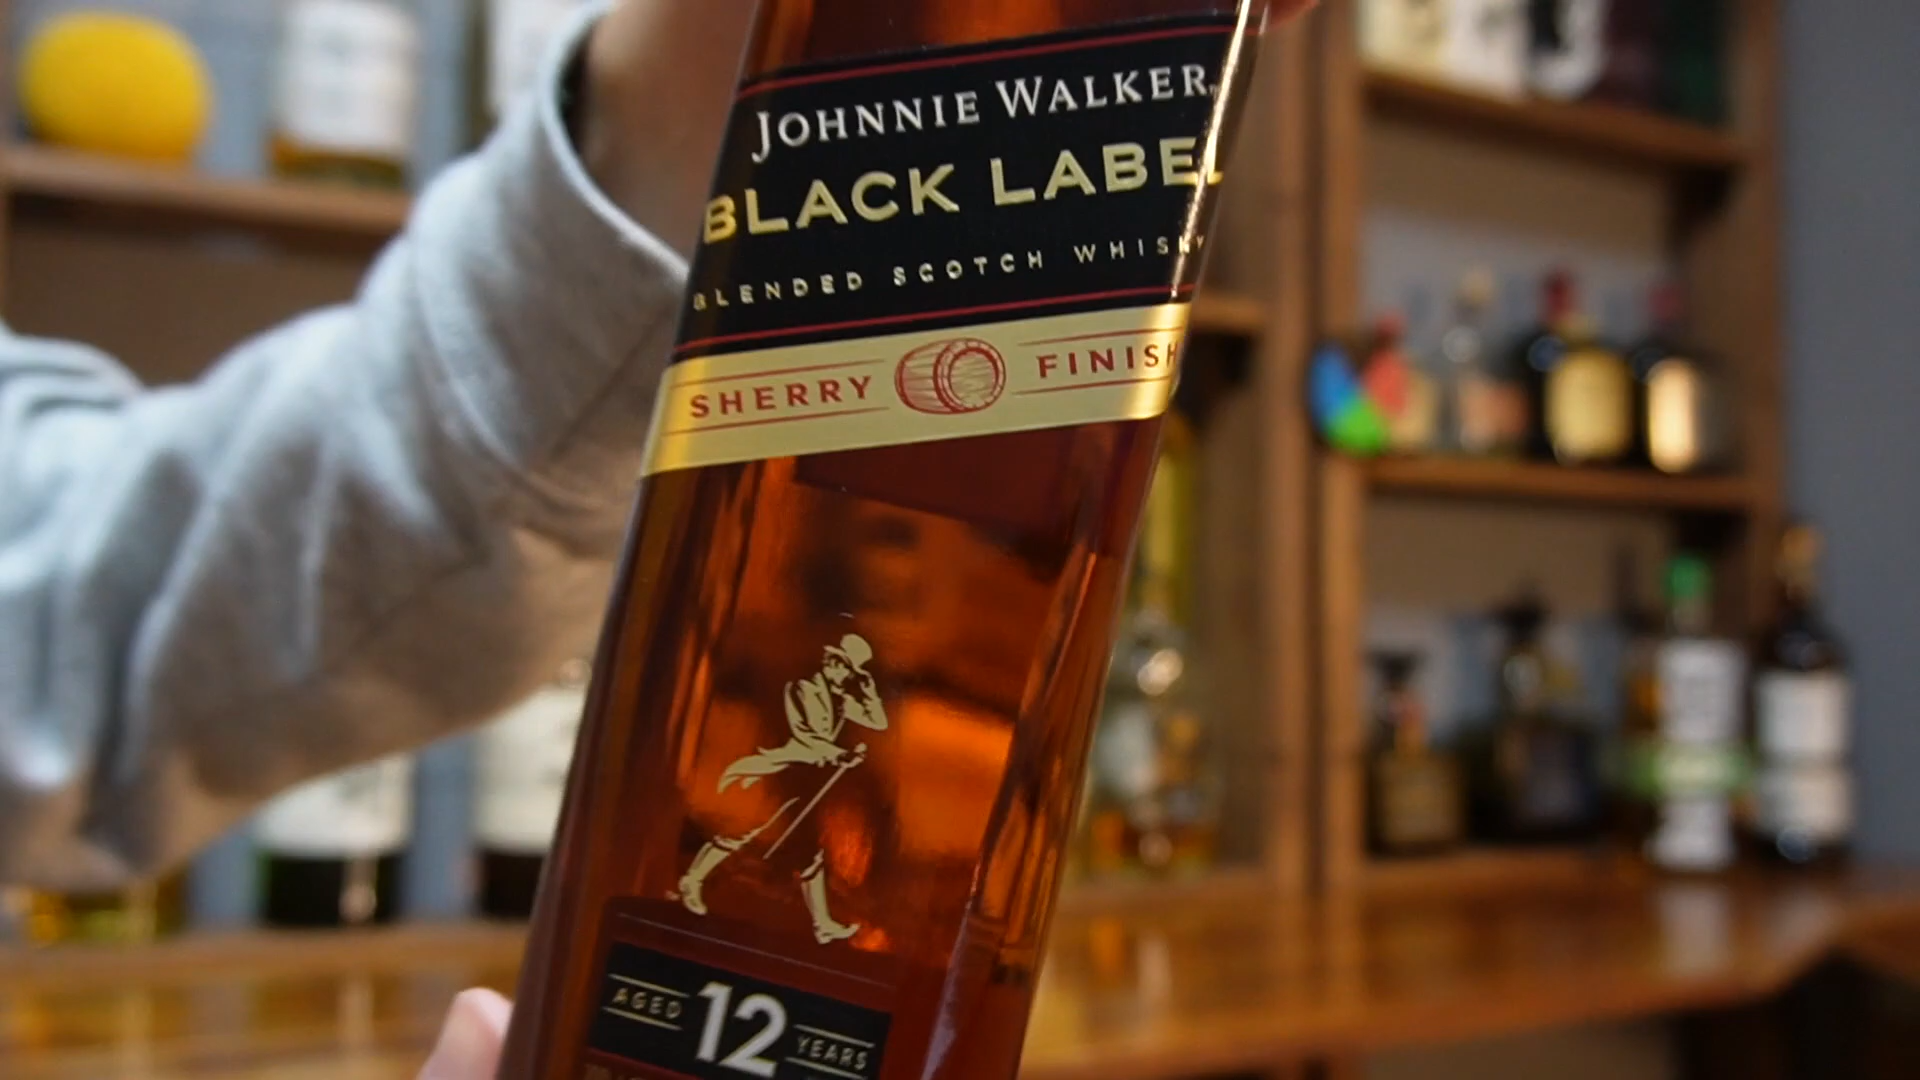 JOHNNIE WALKER
BLACK LABEL
BLENDED SCOTCH WHISKY
SHERRY FINISH
AGED 12 YEARS